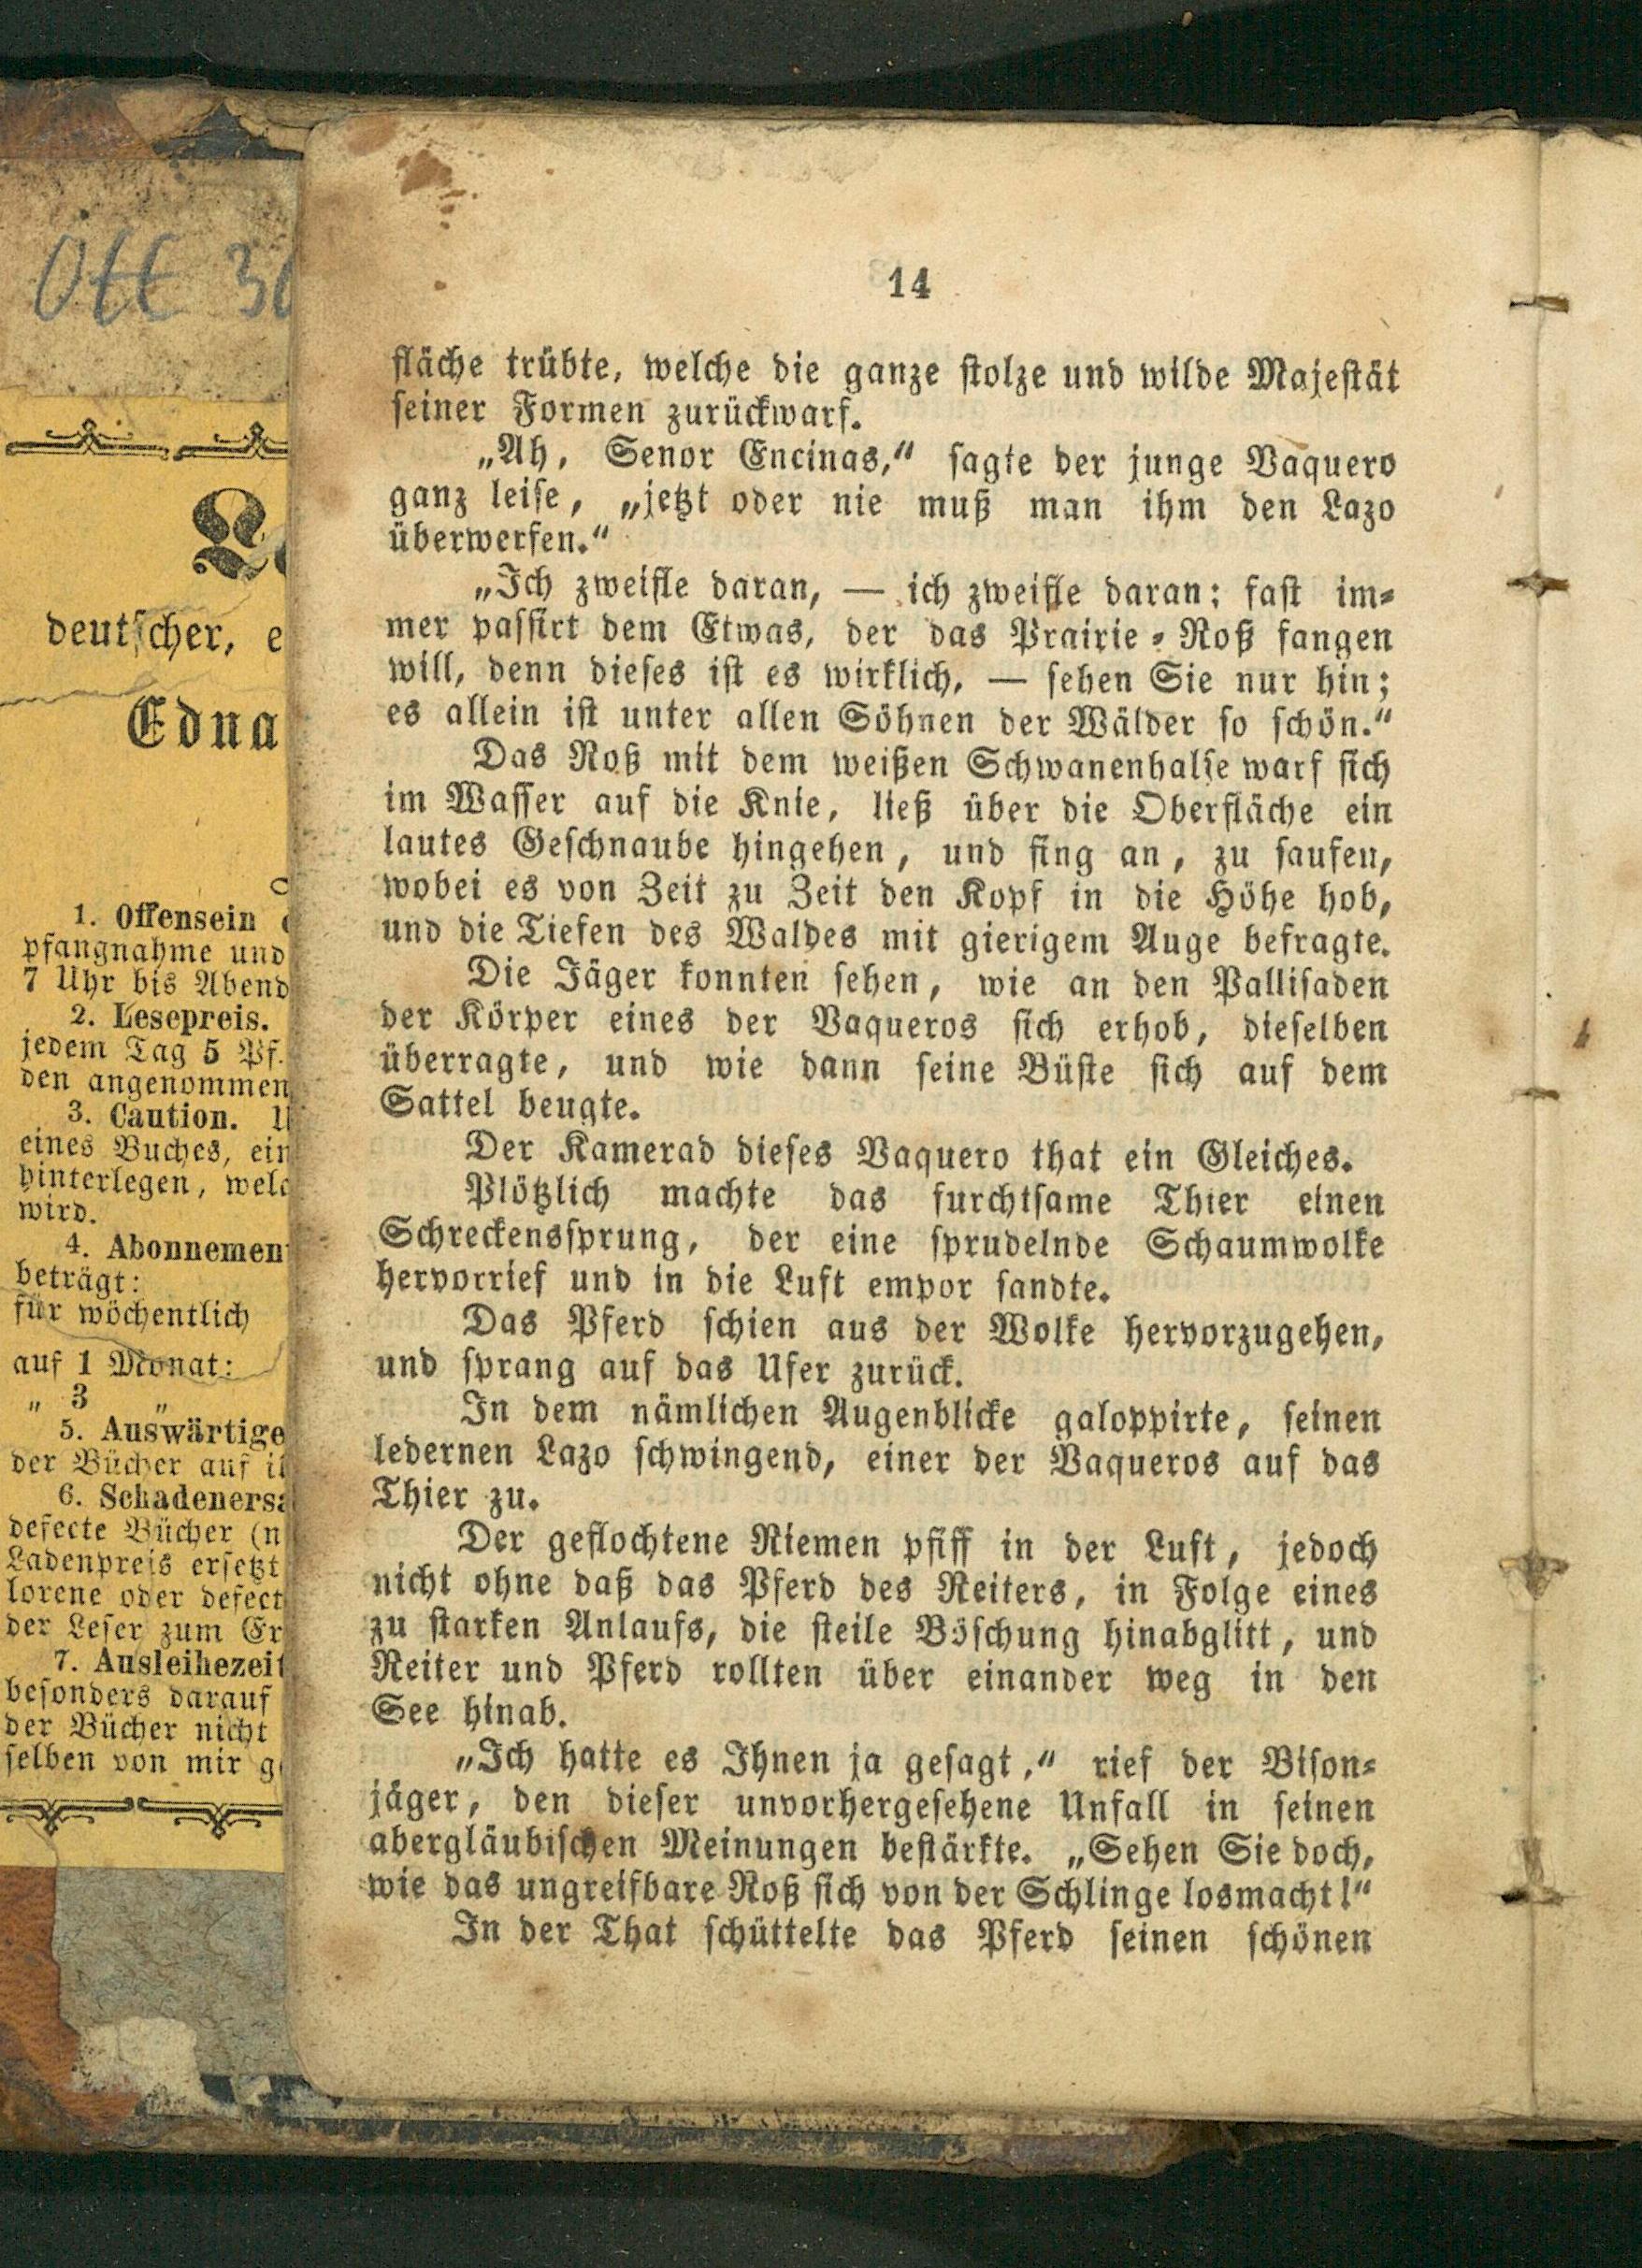 Ott 30
deutscher, e
Edua
1. Offensein
pfangnahme und
7 Uhr bis Abend
2. Lesepreis.
jedem Tag 5 Pf.
den angenommen
3. Caution.
eines Buches, ein
hinterlegen, welc
wird.
4. Abonnement
beträgt:
für wöchentlich
auf 1 Monat:
„ 3 „
5. Auswärtige
der Bücher auf i
6. Schadenersa
defecte Bücher (n
Ladenpreis ersetzt
lorene oder defect
der Leser zum Er
7. Ausleihezeit
besonders darauf
der Bücher nicht
selben von mir g
14
fläche trübte, welche die ganze stolze und wilde Majestät
seiner Formen zurückwarf.
„Ah, Senor Encinas,“ sagte der junge Vaquero
ganz leise, „jetzt oder nie muß man ihm den Lazo
überwerfen.“
„Ich zweifle daran, — ich zweifle daran; fast im-
mer passirt dem Etwas, der das Prairie-Roß fangen
will, denn dieses ist es wirklich, — sehen Sie nur hin;
es allein ist unter allen Söhnen der Wälder so schön.“
Das Roß mit dem weißen Schwanenhalse warf sich
im Wasser auf die Knie, ließ über die Oberfläche ein
lautes Geschnaube hingehen, und fing an, zu saufen,
wobei es von Zeit zu Zeit den Kopf in die Höhe hob,
und die Tiefen des Waldes mit gierigem Auge befragte.
Die Jäger konnten sehen, wie an den Pallisaden
der Körper eines der Vaqueros sich erhob, dieselben
überragte, und wie dann seine Büste sich auf dem
Sattel beugte.
Der Kamerad dieses Vaquero that ein Gleiches.
Plötzlich machte das furchtsame Thier einen
Schreckenssprung, der eine sprudelnde Schaumwolke
hervorrief und in die Luft empor sandte.
Das Pferd schien aus der Wolke hervorzugehen,
und sprang auf das Ufer zurück.
In dem nämlichen Augenblicke galoppirte, seinen
ledernen Lazo schwingend, einer der Vaqueros auf das
Thier zu.
Der geflochtene Riemen pfiff in der Luft, jedoch
nicht ohne daß das Pferd des Reiters, in Folge eines
zu starken Anlaufs, die steile Böschung hinabglitt, und
Reiter und Pferd rollten über einander weg in den
See hinab.
„Ich hatte es Ihnen ja gesagt,“ rief der Bison-
jäger, den dieser unvorhergesehene Unfall in seinen
abergläubischen Meinungen bestärkte. „Sehen Sie doch,
wie das ungreifbare Roß sich von der Schlinge losmacht!“
In der That schüttelte das Pferd seinen schönen